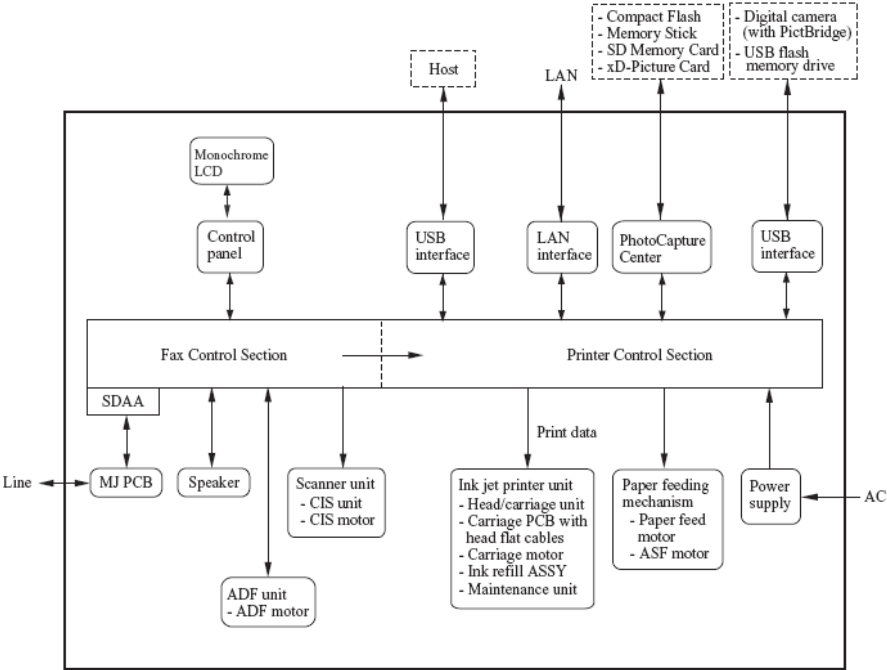 - Compact Flash
- Memory Stick
- SD Memory Card
- xD-Picture Card
- Digital camera
(with PictBridge)
- USB flash
memory drive
Host
LAN
Monochrome
LCD
Control
panel
USB
interface
LAN
interface
PhotoCapture
Center
USB
interface
Fax Control Section
Printer Control Section
SDAA
Print data
Line
MJ PCB
Speaker
Scanner unit
- CIS unit
- CIS motor
Ink jet printer unit
- Head/carriage unit
- Carriage PCB with
head flat cables
- Carriage motor
- Ink refill ASSY
- Maintenance unit
Paper feeding
mechanism
- Paper feed
motor
- ASF motor
Power
supply
AC
ADF unit
- ADF motor